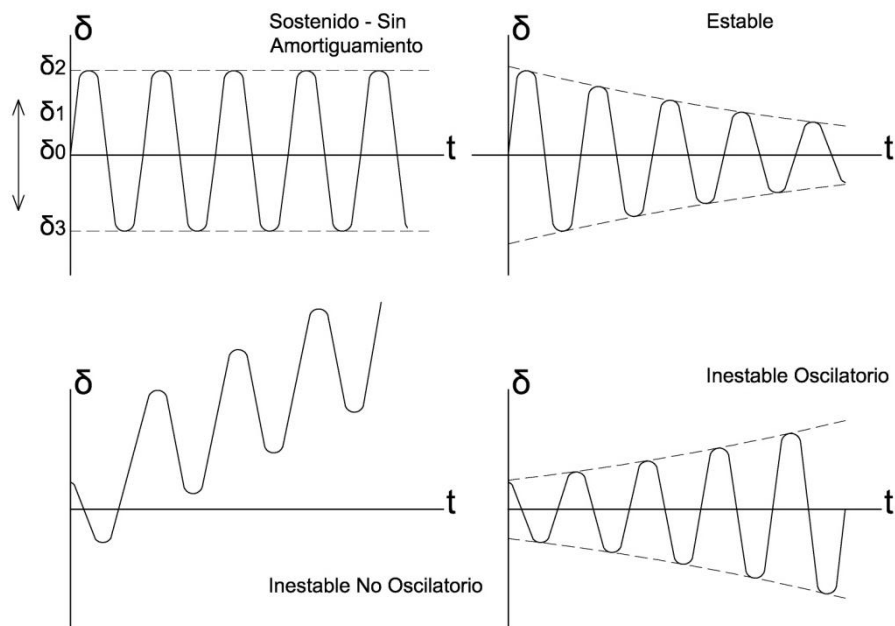 Sostenido - Sin
Amortiguamiento
δ
δ2
δ1
δ0
δ3
t
Estable
δ
t
δ
t
Inestable No Oscilatorio
Inestable Oscilatorio
δ
t